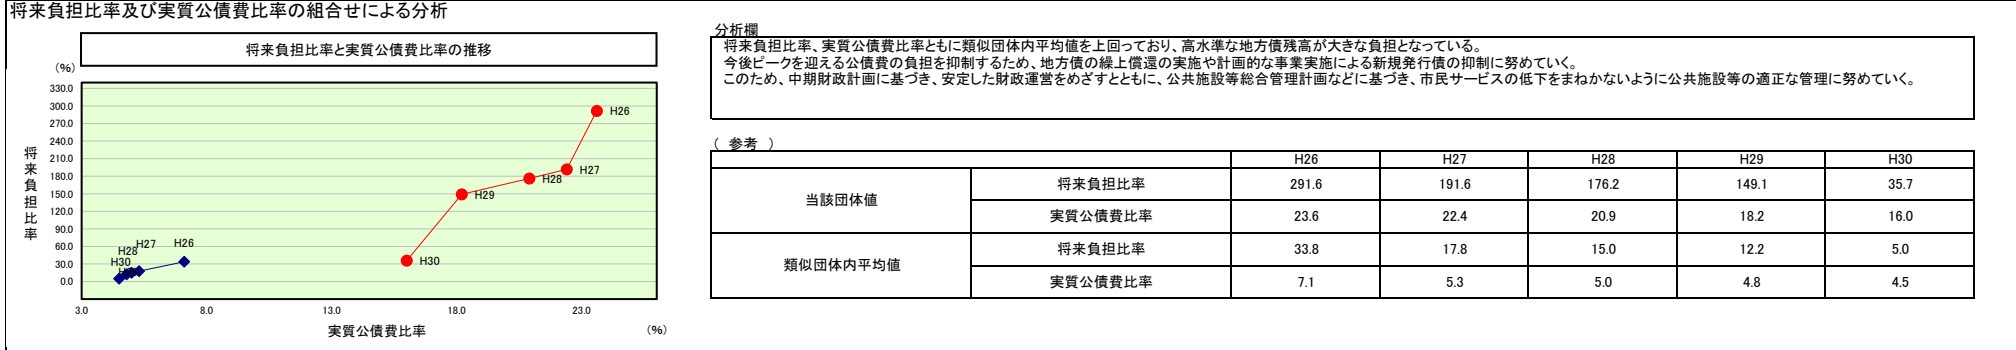 将来負担比率及び実質公債費比率の組合せによる分析
将来負担比率と実質公債費比率の推移
(%)
330.0
300.0
270.0
240.0
210.0
180.0
150.0
120.0
90.0
60.0
30.0
0.0
将来負担比率
H26
H27
H28
H29
H30
H26
H27
H28
H30
3.0 8.0 13.0 18.0 23.0
実質公債費比率
(%)
分析欄
将来負担比率、実質公債費比率ともに類似団体内平均値を上回っており、高水準な地方債残高が大きな負担となっている。
今後ピークを迎える公債費の負担を抑制するため、地方債の繰上償還の実施や計画的な事業実施による新規発行債の抑制に努めていく。
このため、中期財政計画に基づき、安定した財政運営をめざすとともに、公共施設等総合管理計画などに基づき、市民サービスの低下をまねかないように公共施設等の適正な管理に努めていく。
( 参考 )
H26 H27 H28 H29 H30
当該団体値
将来負担比率 291.6 191.6 176.2 149.1 35.7
実質公債費比率 23.6 22.4 20.9 18.2 16.0
類似団体内平均値
将来負担比率 33.8 17.8 15.0 12.2 5.0
実質公債費比率 7.1 5.3 5.0 4.8 4.5